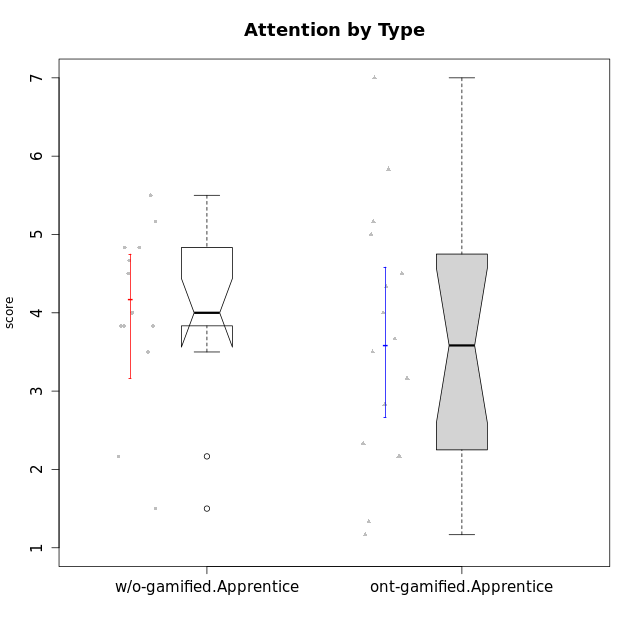 Attention by Type
score
7
6
5
4
3
2
1
w/o-gamified.Apprentice
ont-gamified.Apprentice